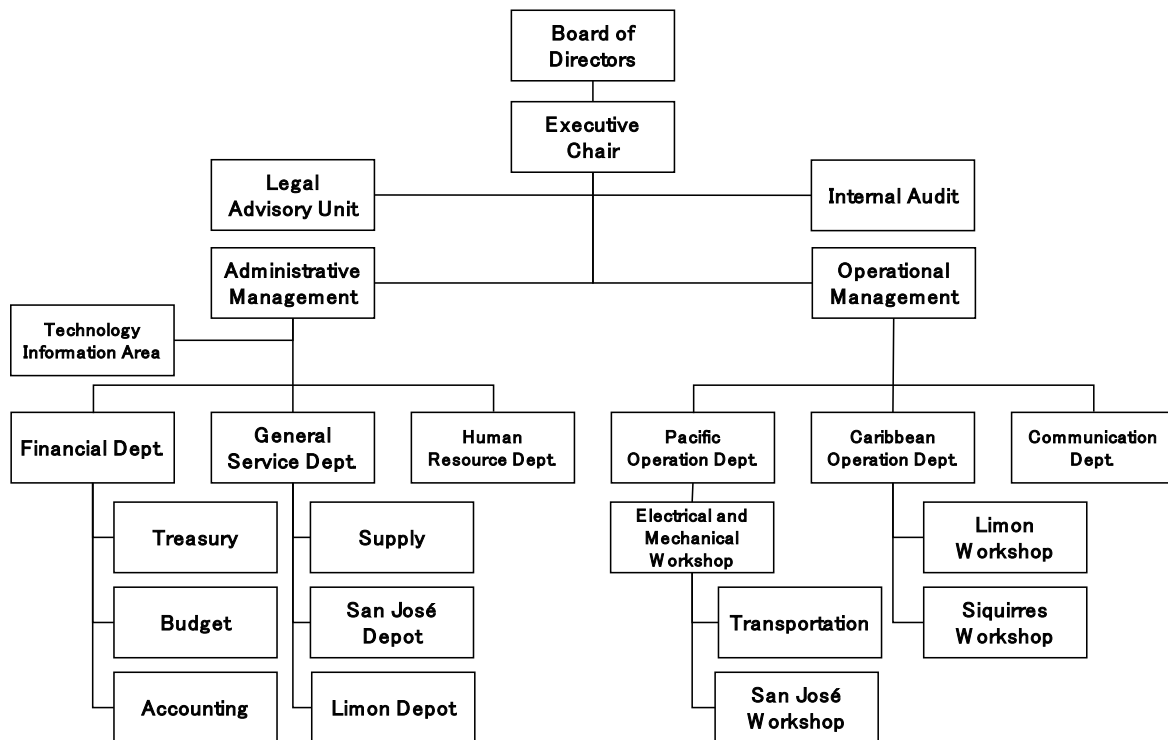 Board of
Directors
Executive
Chair
Legal
Advisory Unit
Internal Audit
Administrative
Management
Operational
Management
Technology
Information Area
Financial Dept.
General
Service Dept.
Human
Resource Dept.
Pacific
Operation Dept.
Caribbean
Operation Dept.
Communication
Dept.
Treasury
Supply
Electrical and
Mechanical
Workshop
Limon
Workshop
Budget
San José
Depot
Transportation
Siquirres
Workshop
Accounting
Limon Depot
San José
Workshop